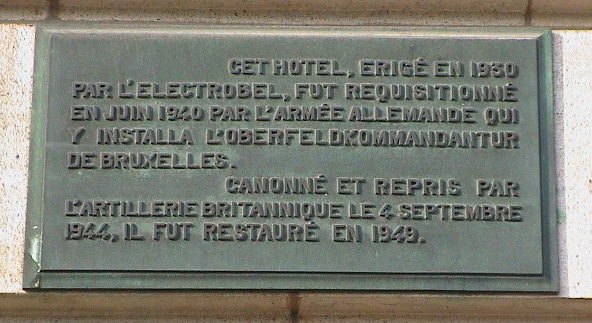 CET HOTEL, ERIGÉ EN 1930
PAR L'ELECTROBEL, FUT REQUISITIONNÉ
EN JUIN 1940 PAR L'ARMÉE ALLEMANDE QUI
Y INSTALLA L'OBERFELDKOMMANDANTUR
DE BRUXELLES.
CANONNÉ ET REPRIS PAR
L'ARTILLERIE BRITANNIQUE LE 4 SEPTEMBRE
1944, IL FUT RESTAURÉ EN 1949.